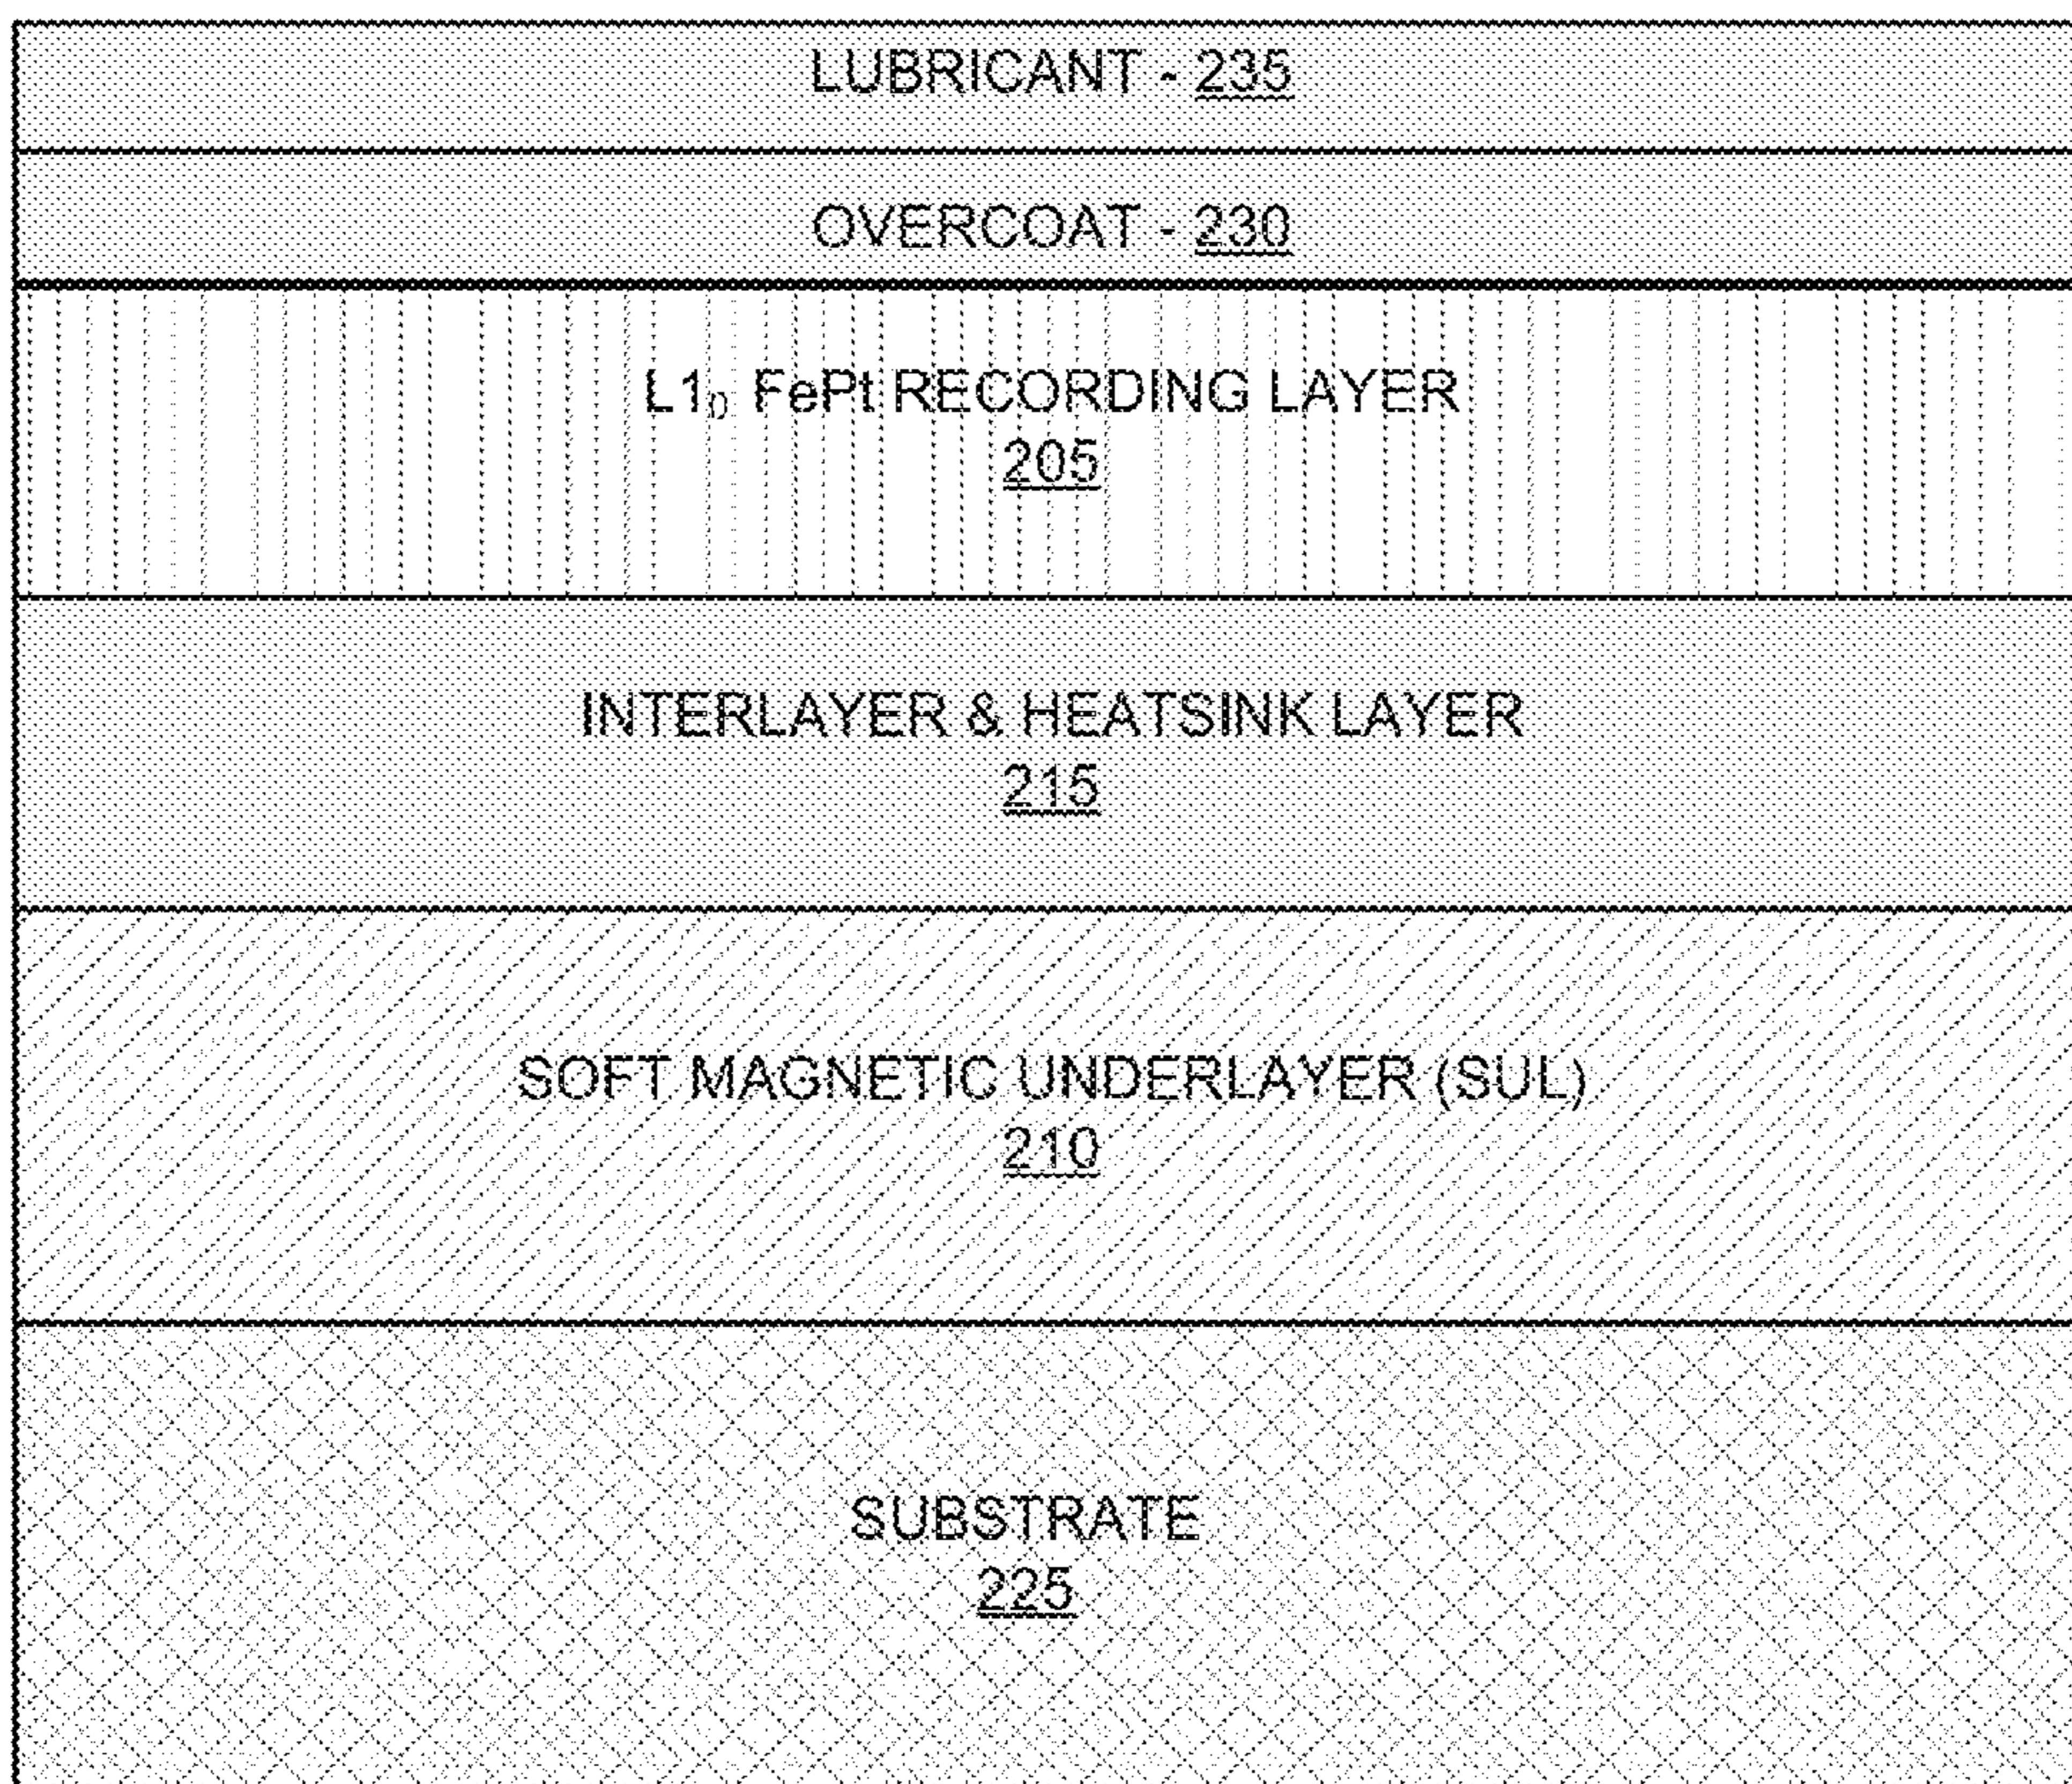 LUBRICANT - 235
OVERCOAT - 230
L1₀ FePt RECORDING LAYER
205
INTERLAYER & HEATSINK LAYER
215
SOFT MAGNETIC UNDERLAYER (SUL)
210
SUBSTRATE
225